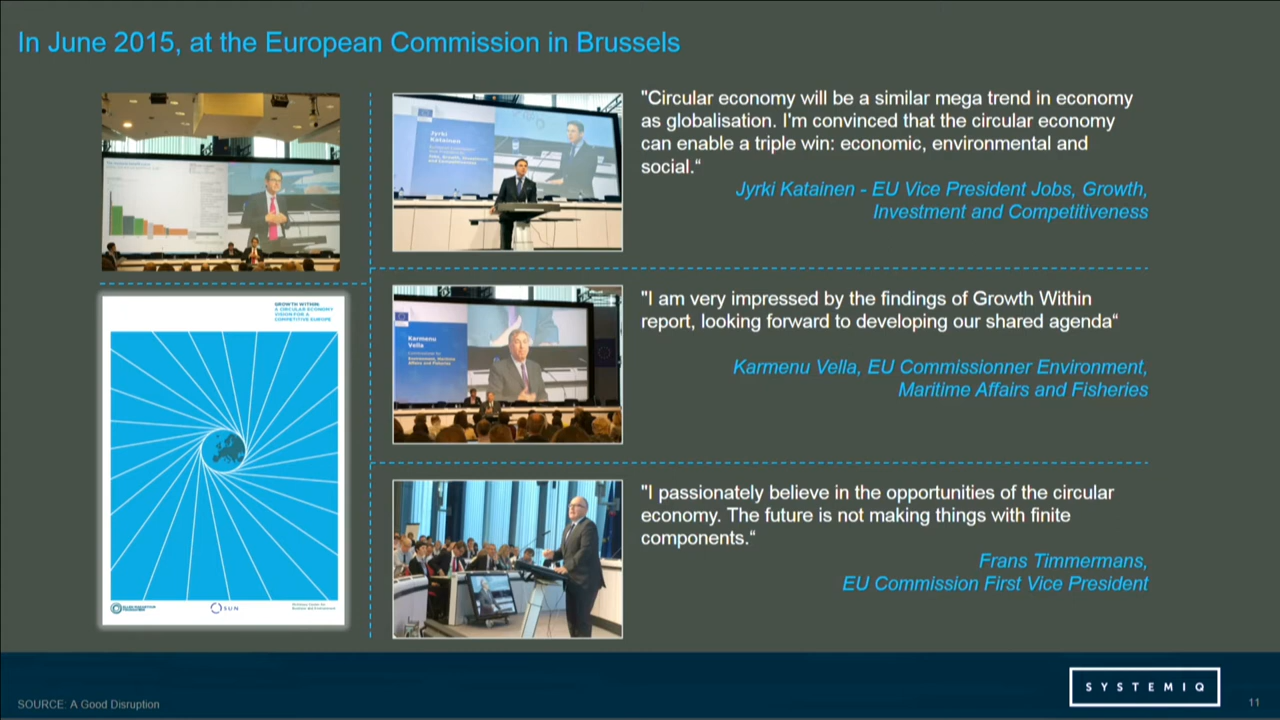 In June 2015, at the European Commission in Brussels
"Circular economy will be a similar mega trend in economy
as globalisation. I'm convinced that the circular economy
can enable a triple win: economic, environmental and
social.“
Jyrki Katainen - EU Vice President Jobs, Growth,
Investment and Competitiveness
Jyrki
Katainen
"I am very impressed by the findings of Growth Within
report, looking forward to developing our shared agenda“
Karmenu Vella, EU Commissionner Environment,
Maritime Affairs and Fisheries
Karmenu
Vella
GROWTH WITHIN:
A CIRCULAR ECONOMY
VISION FOR A
COMPETITIVE EUROPE
SUN
"I passionately believe in the opportunities of the circular
economy. The future is not making things with finite
components.“
Frans Timmermans,
EU Commission First Vice President
SYSTEMIQ
SOURCE: A Good Disruption
11